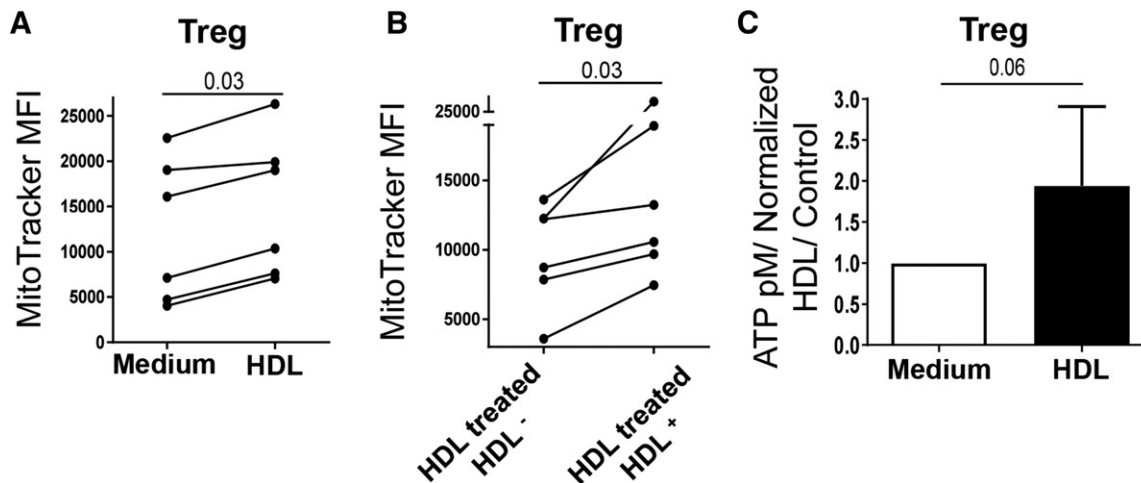 A
Treg
0.03
MitoTracker MFI
25000
20000
15000
10000
5000
0
Medium HDL
B
Treg
0.03
MitoTracker MFI
25000
15000
10000
5000
HDL treated
HDL -
HDL treated
HDL +
C
Treg
0.06
ATP pM/ Normalized
HDL/ Control
3.0
2.5
2.0
1.5
1.0
0.5
0.0
Medium HDL